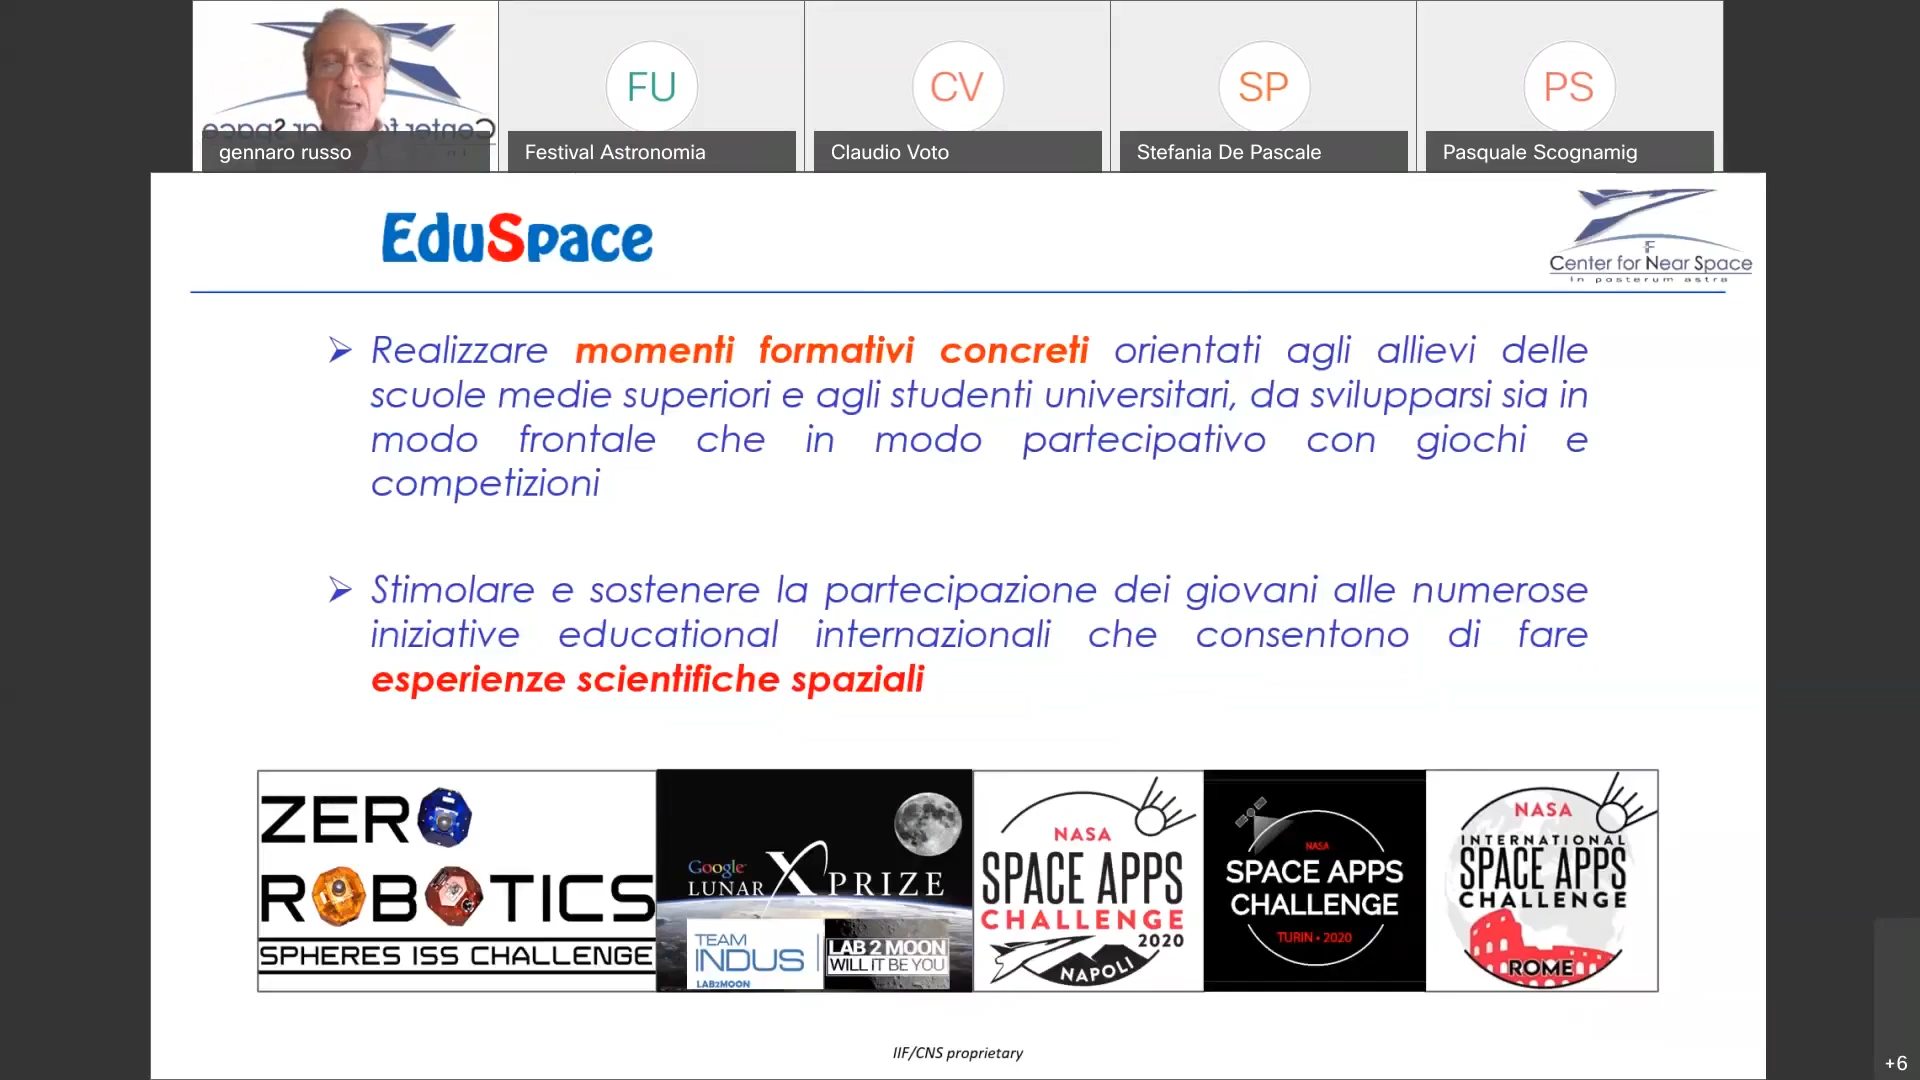 FU
CV
SP
PS
gennaro russo
Festival Astronomia
Claudio Voto
Stefania De Pascale
Pasquale Scognamig
EduSpace
Center for Near Space
in posterum astra
➢ Realizzare momenti formativi concreti orientati agli allievi delle
scuole medie superiori e agli studenti universitari, da svilupparsi sia in
modo frontale che in modo partecipativo con giochi e
competizioni
➢ Stimolare e sostenere la partecipazione dei giovani alle numerose
iniziative educational internazionali che consentono di fare
esperienze scientifiche spaziali
ZERO
ROBOTICS
SPHERES ISS CHALLENGE
Google
LUNAR XPRIZE
TEAM
INDUS
LAB2MOON
LAB 2 MOON
WILL IT BE YOU
NASA
SPACE APPS
CHALLENGE
2020
NAPOLI
NASA
SPACE APPS
CHALLENGE
TURIN • 2020
NASA
INTERNATIONAL
SPACE APPS
CHALLENGE
ROME
IIF/CNS proprietary
+6